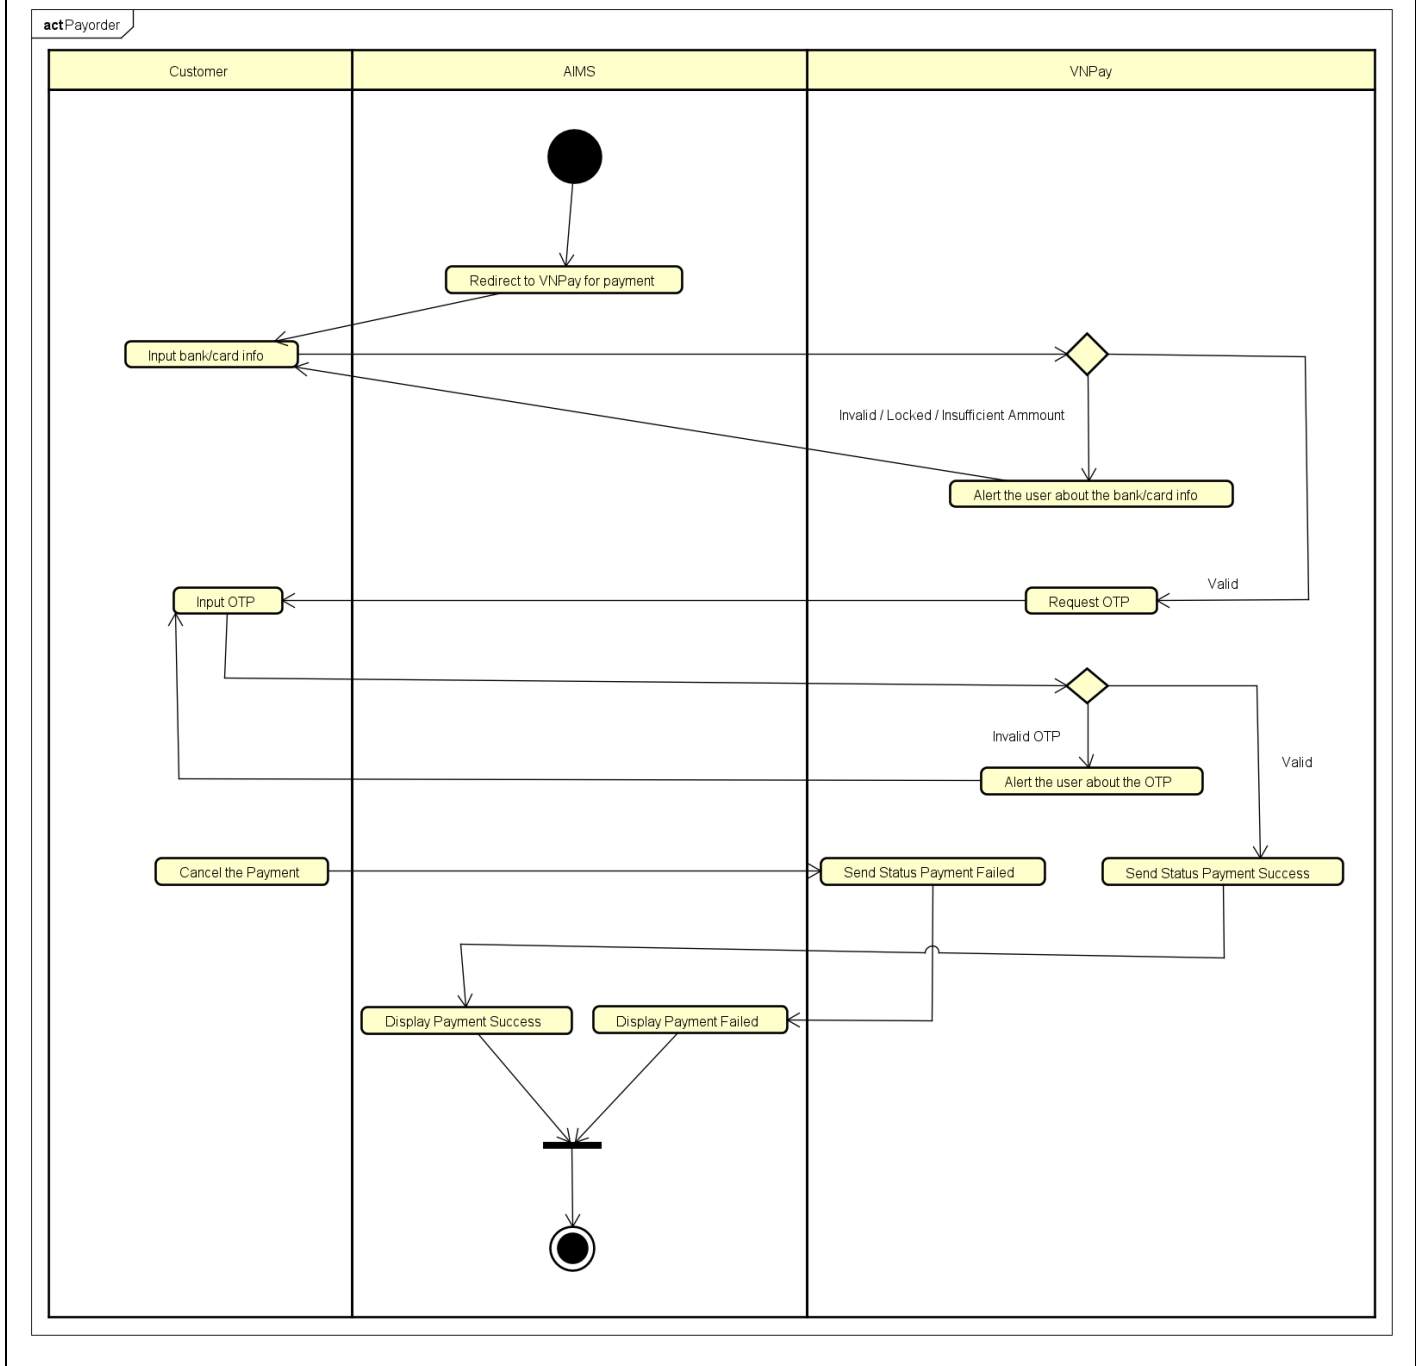 act Payorder
Customer
AIMS
VNPay
Redirect to VNPay for payment
Input bank/card info
Invalid / Locked / Insufficient Ammount
Alert the user about the bank/card info
Valid
Input OTP
Request OTP
Invalid OTP
Valid
Alert the user about the OTP
Cancel the Payment
Send Status Payment Failed
Send Status Payment Success
Display Payment Success
Display Payment Failed